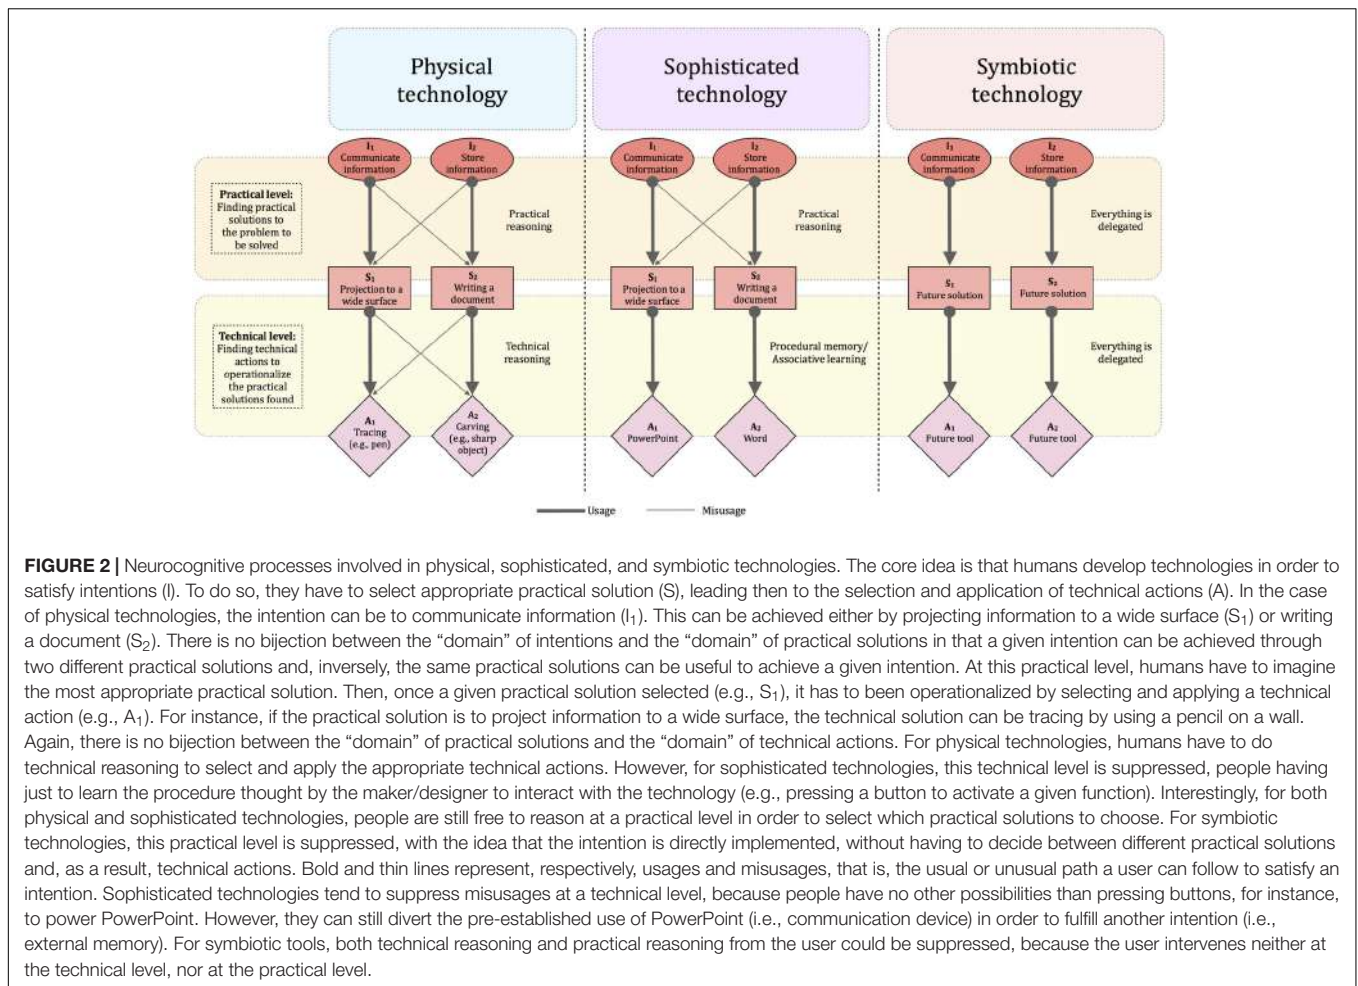 Physical
technology
Sophisticated
technology
Symbiotic
technology
I₁
Communicate
information
I₂
Store
information
I₁
Communicate
information
I₂
Store
information
I₁
Communicate
information
I₂
Store
information
Practical level:
Finding practical
solutions to
the problem to
be solved
Practical
reasoning
Practical
reasoning
Everything is
delegated
S₁
Projection to a
wide surface
S₂
Writing a
document
S₁
Projection to a
wide surface
S₂
Writing a
document
S₁
Future solution
S₂
Future solution
Technical level:
Finding technical
actions to
operationalize
the practical
solutions found
Technical
reasoning
Procedural memory/
Associative learning
Everything is
delegated
A₁
Tracing
(e.g., pen)
A₂
Carving
(e.g., sharp
object)
A₁
PowerPoint
A₂
Word
A₁
Future tool
A₂
Future tool
Usage
Misusage
FIGURE 2 | Neurocognitive processes involved in physical, sophisticated, and symbiotic technologies. The core idea is that humans develop technologies in order to
satisfy intentions (I). To do so, they have to select appropriate practical solution (S), leading then to the selection and application of technical actions (A). In the case
of physical technologies, the intention can be to communicate information (I₁). This can be achieved either by projecting information to a wide surface (S₁) or writing
a document (S₂). There is no bijection between the “domain” of intentions and the “domain” of practical solutions in that a given intention can be achieved through
two different practical solutions and, inversely, the same practical solutions can be useful to achieve a given intention. At this practical level, humans have to imagine
the most appropriate practical solution. Then, once a given practical solution selected (e.g., S₁), it has to been operationalized by selecting and applying a technical
action (e.g., A₁). For instance, if the practical solution is to project information to a wide surface, the technical solution can be tracing by using a pencil on a wall.
Again, there is no bijection between the “domain” of practical solutions and the “domain” of technical actions. For physical technologies, humans have to do
technical reasoning to select and apply the appropriate technical actions. However, for sophisticated technologies, this technical level is suppressed, people having
just to learn the procedure thought by the maker/designer to interact with the technology (e.g., pressing a button to activate a given function). Interestingly, for both
physical and sophisticated technologies, people are still free to reason at a practical level in order to select which practical solutions to choose. For symbiotic
technologies, this practical level is suppressed, with the idea that the intention is directly implemented, without having to decide between different practical solutions
and, as a result, technical actions. Bold and thin lines represent, respectively, usages and misusages, that is, the usual or unusual path a user can follow to satisfy an
intention. Sophisticated technologies tend to suppress misusages at a technical level, because people have no other possibilities than pressing buttons, for instance,
to power PowerPoint. However, they can still divert the pre-established use of PowerPoint (i.e., communication device) in order to fulfill another intention (i.e.,
external memory). For symbiotic tools, both technical reasoning and practical reasoning from the user could be suppressed, because the user intervenes neither at
the technical level, nor at the practical level.